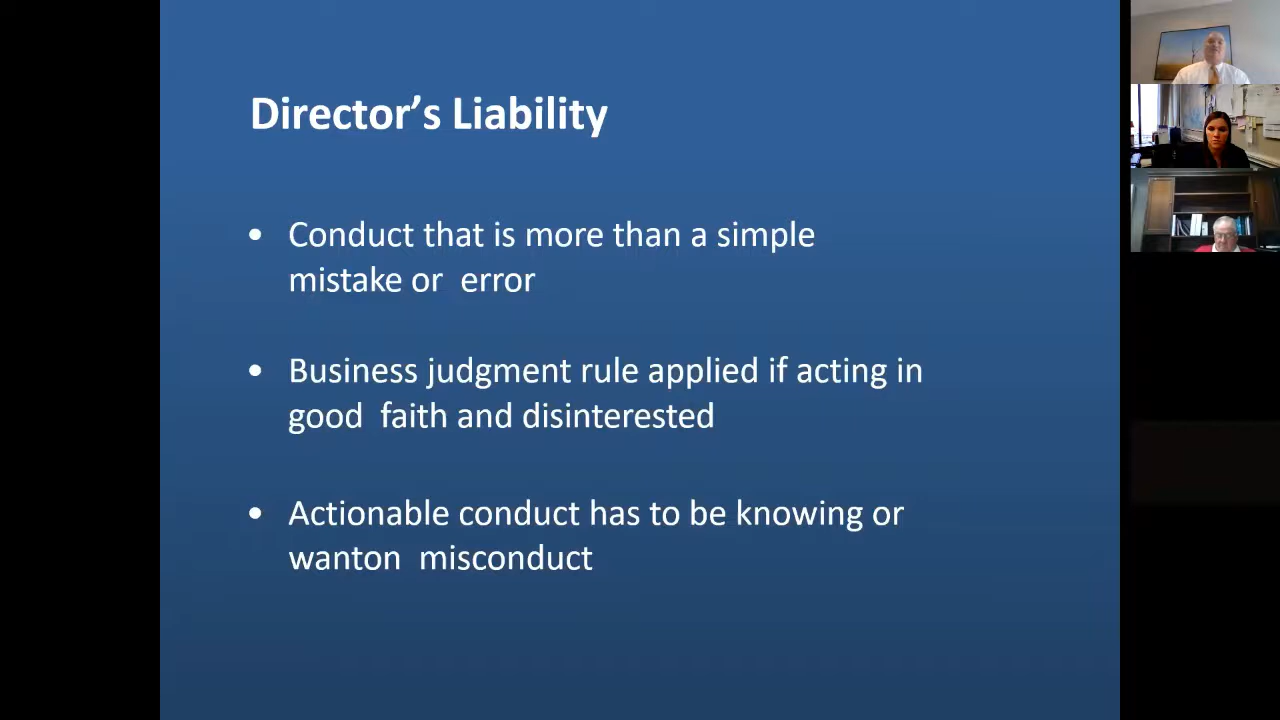 Director’s Liability
• Conduct that is more than a simple
mistake or  error
• Business judgment rule applied if acting in
good  faith and disinterested
• Actionable conduct has to be knowing or
wanton  misconduct